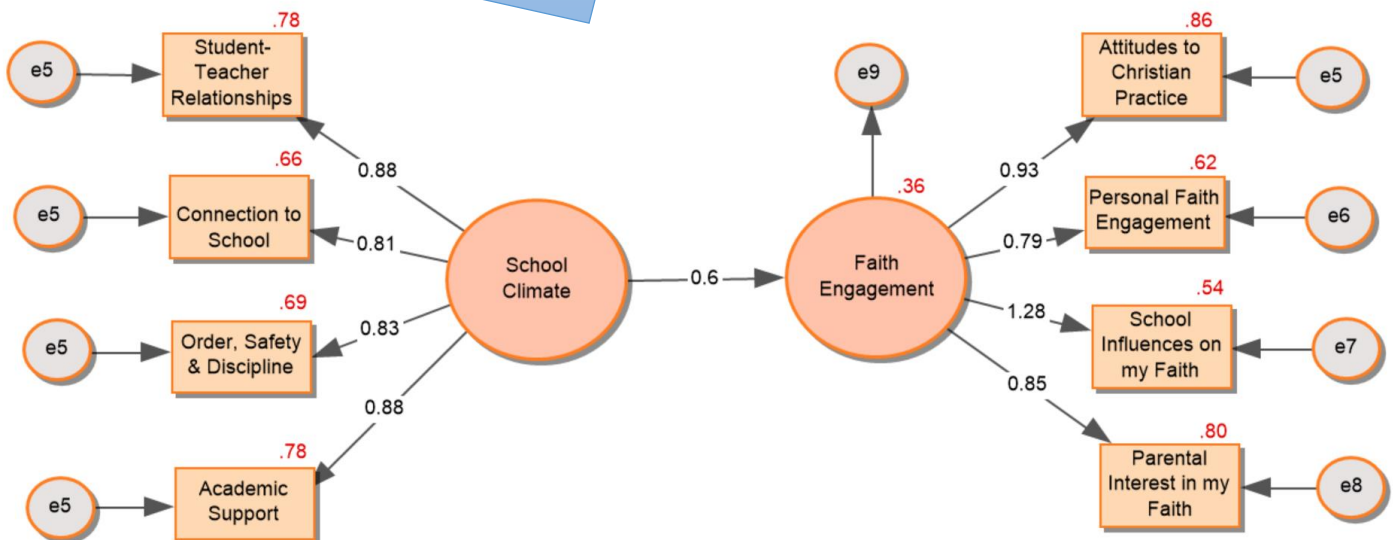 .78
e5
Student-
Teacher
Relationships
.66
e5
Connection to
School
.69
e5
Order, Safety
& Discipline
.78
e5
Academic
Support
0.88
0.81
0.83
0.88
School
Climate
0.6
e9
.36
Faith
Engagement
0.93
0.79
1.28
0.85
.86
Attitudes to
Christian
Practice
e5
.62
Personal Faith
Engagement
e6
.54
School
Influences on
my Faith
e7
.80
Parental
Interest in my
Faith
e8